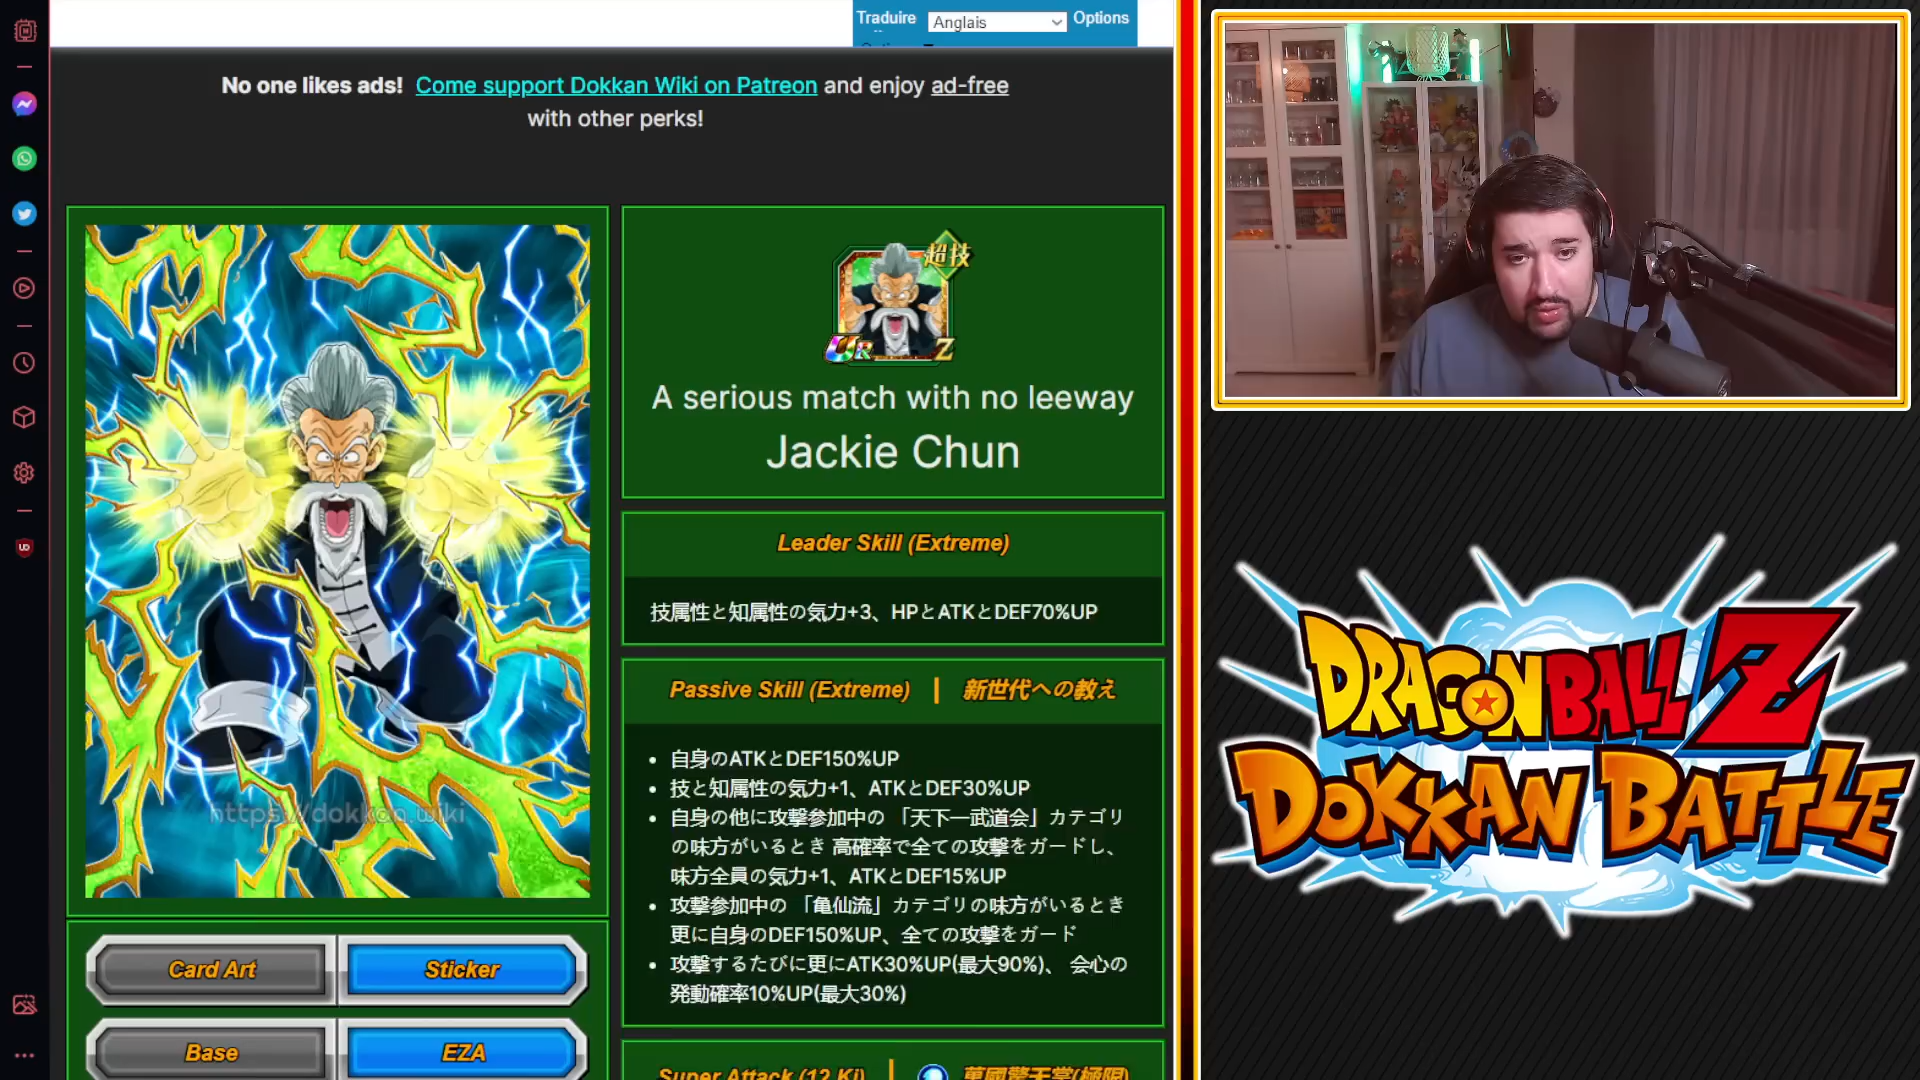 Traduire
Anglais
Options
No one likes ads! Come support Dokkan Wiki on Patreon and enjoy ad-free
with other perks!
超技
UR
Z
A serious match with no leeway
Jackie Chun
Leader Skill (Extreme)
技属性と知属性の気力+3、HPとATKとDEF70%UP
Passive Skill (Extreme) | 新世代への教え
自身のATKとDEF150%UP
技と知属性の気力+1、ATKとDEF30%UP
自身の他に攻撃参加中の「天下一武道会」カテゴリ
の味方がいるとき 高確率で全ての攻撃をガードし、
味方全員の気力+1、ATKとDEF15%UP
攻撃参加中の「亀仙流」カテゴリの味方がいるとき
更に自身のDEF150%UP、全ての攻撃をガード
攻撃するたびに更にATK30%UP(最大90%)、 会心の
発動確率10%UP(最大30%)
Super Attack (12 Ki) | 萬國驚天掌(極限)
https://dokkan.wiki
Card Art
Sticker
Base
EZA
DRAGON BALL Z
DOKKAN BATTLE